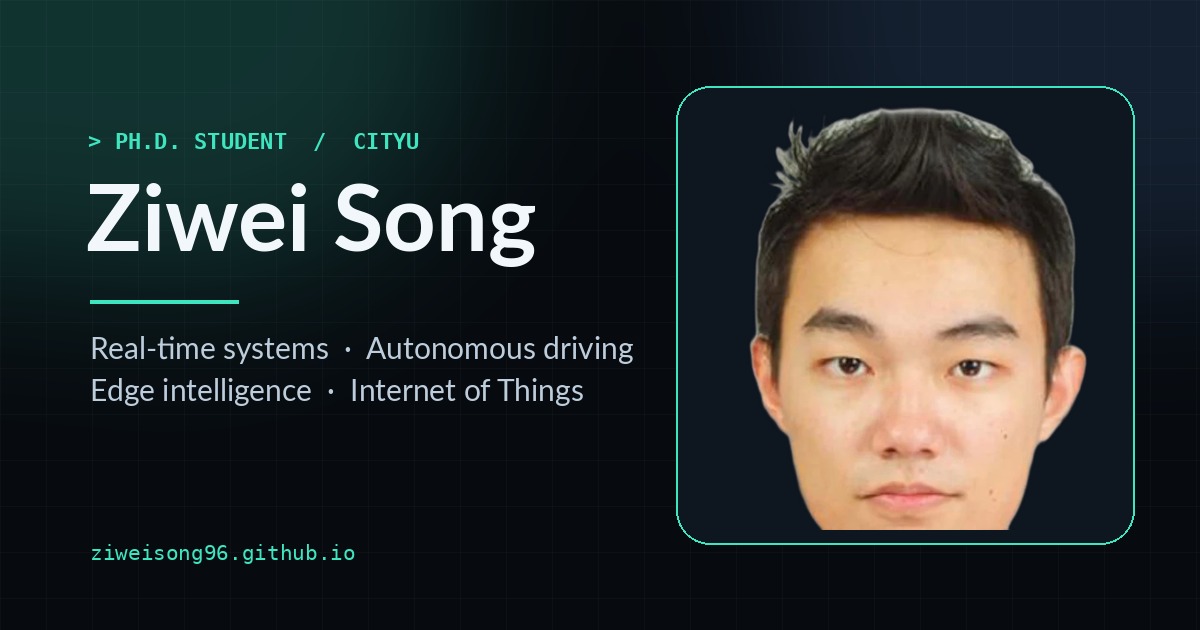 > PH.D. STUDENT / CITYU
Ziwei Song
Real-time systems · Autonomous driving
Edge intelligence · Internet of Things
ziweisong96.github.io